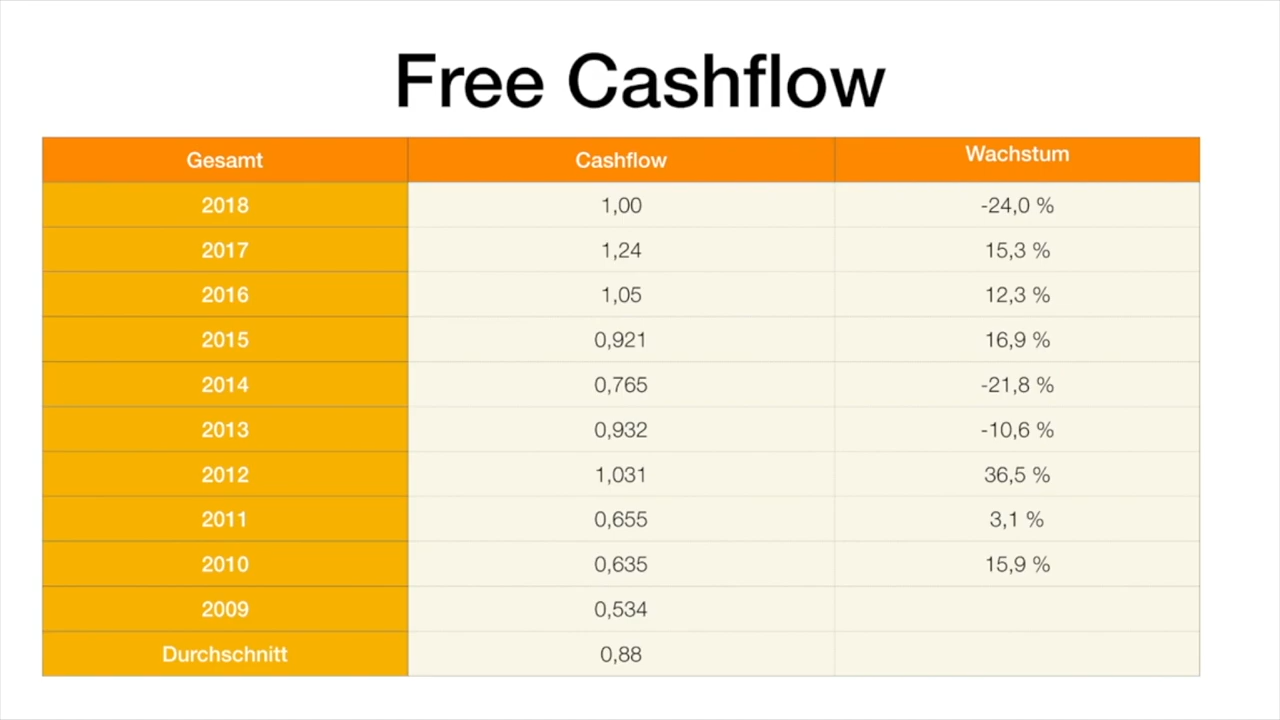 Free Cashflow
Gesamt Cashflow Wachstum
2018 1,00 -24,0 %
2017 1,24 15,3 %
2016 1,05 12,3 %
2015 0,921 16,9 %
2014 0,765 -21,8 %
2013 0,932 -10,6 %
2012 1,031 36,5 %
2011 0,655 3,1 %
2010 0,635 15,9 %
2009 0,534
Durchschnitt 0,88